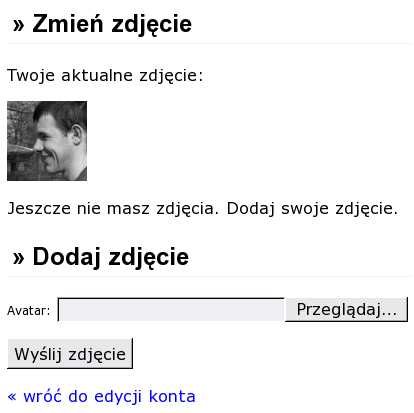 » Zmień zdjęcie
Twoje aktualne zdjęcie:
Jeszcze nie masz zdjęcia. Dodaj swoje zdjęcie.
» Dodaj zdjęcie
Avatar: Przeglądaj...
Wyślij zdjęcie
« wróć do edycji konta